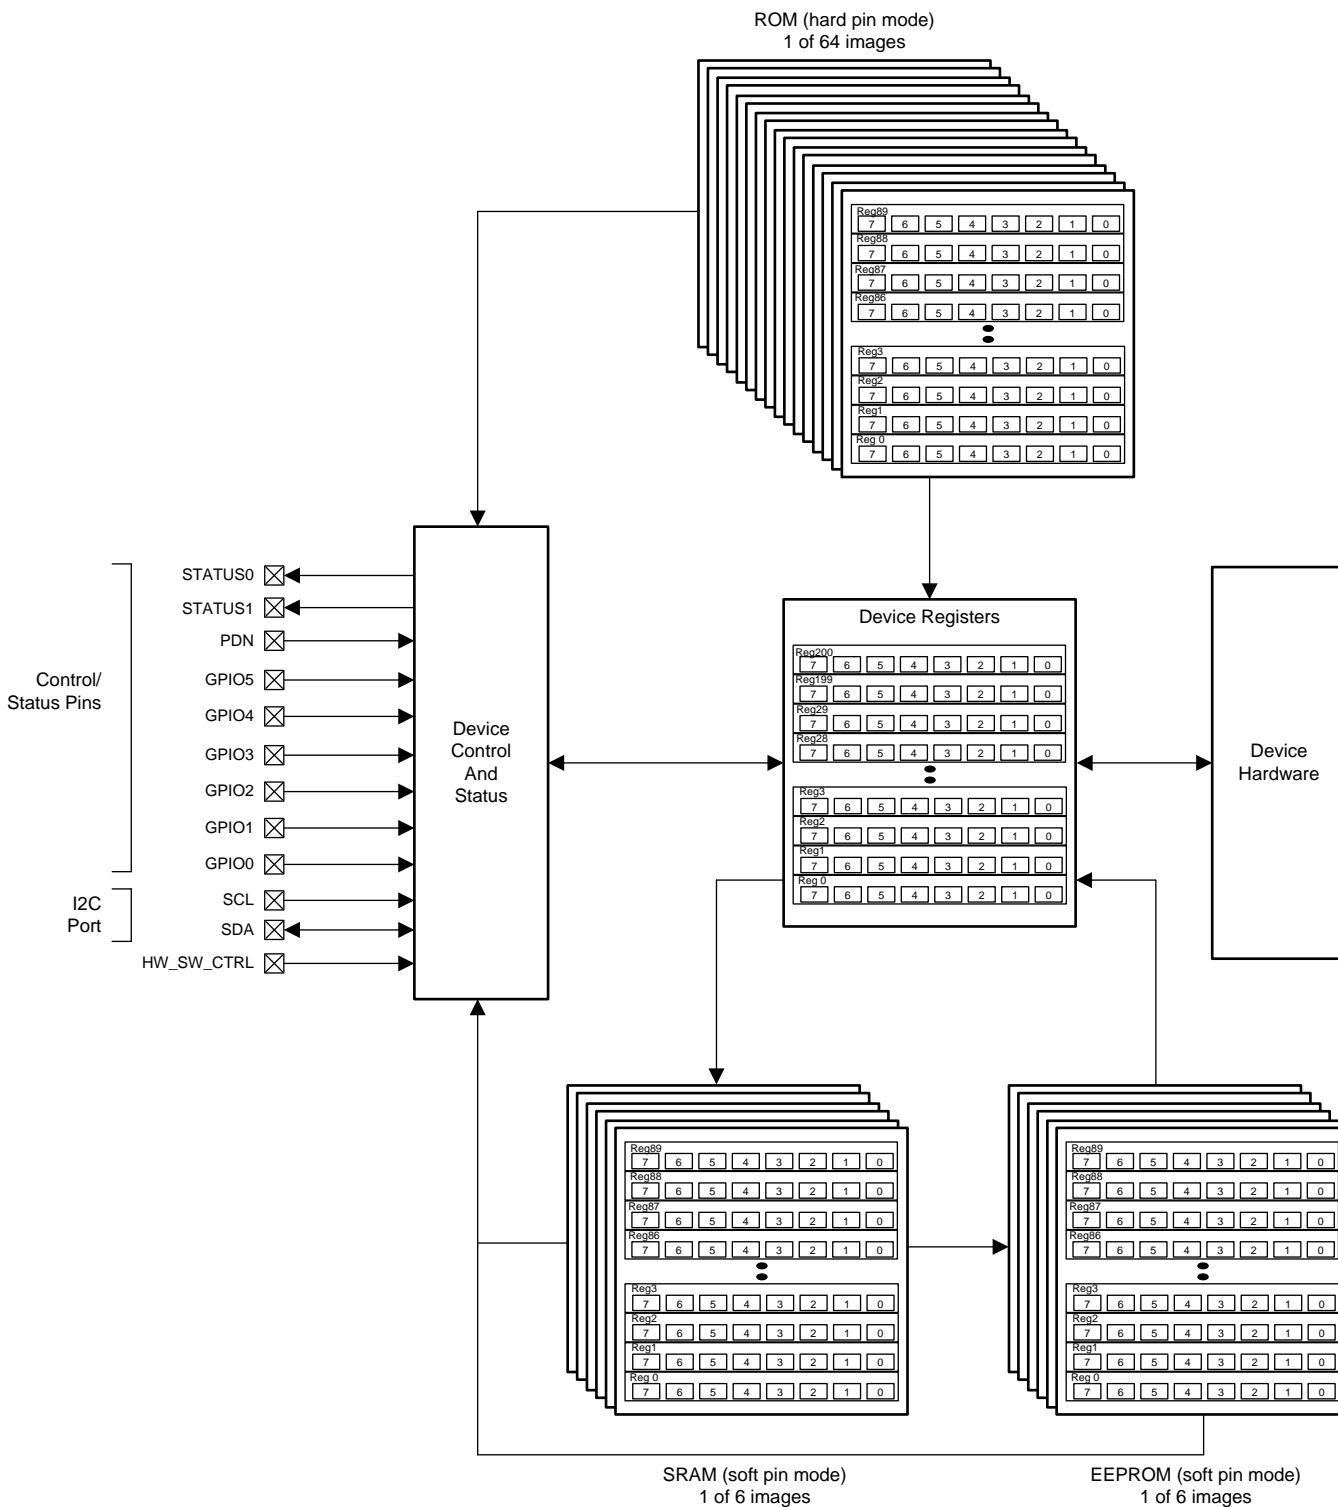 ROM (hard pin mode)
1 of 64 images
Reg89
7 6 5 4 3 2 1 0
Reg88
7 6 5 4 3 2 1 0
Reg87
7 6 5 4 3 2 1 0
Reg86
7 6 5 4 3 2 1 0
Reg3
7 6 5 4 3 2 1 0
Reg2
7 6 5 4 3 2 1 0
Reg1
7 6 5 4 3 2 1 0
Reg 0
7 6 5 4 3 2 1 0
Control/
Status Pins
STATUS0
STATUS1
PDN
GPIO5
GPIO4
GPIO3
GPIO2
GPIO1
GPIO0
I2C
Port
SCL
SDA
HW_SW_CTRL
Device
Control
And
Status
Device Registers
Reg200
7 6 5 4 3 2 1 0
Reg199
7 6 5 4 3 2 1 0
Reg29
7 6 5 4 3 2 1 0
Reg28
7 6 5 4 3 2 1 0
Reg3
7 6 5 4 3 2 1 0
Reg2
7 6 5 4 3 2 1 0
Reg1
7 6 5 4 3 2 1 0
Reg 0
7 6 5 4 3 2 1 0
Device
Hardware
Reg89
7 6 5 4 3 2 1 0
Reg88
7 6 5 4 3 2 1 0
Reg87
7 6 5 4 3 2 1 0
Reg86
7 6 5 4 3 2 1 0
Reg3
7 6 5 4 3 2 1 0
Reg2
7 6 5 4 3 2 1 0
Reg1
7 6 5 4 3 2 1 0
Reg 0
7 6 5 4 3 2 1 0
SRAM (soft pin mode)
1 of 6 images
Reg89
7 6 5 4 3 2 1 0
Reg88
7 6 5 4 3 2 1 0
Reg87
7 6 5 4 3 2 1 0
Reg86
7 6 5 4 3 2 1 0
Reg3
7 6 5 4 3 2 1 0
Reg2
7 6 5 4 3 2 1 0
Reg1
7 6 5 4 3 2 1 0
Reg 0
7 6 5 4 3 2 1 0
EEPROM (soft pin mode)
1 of 6 images